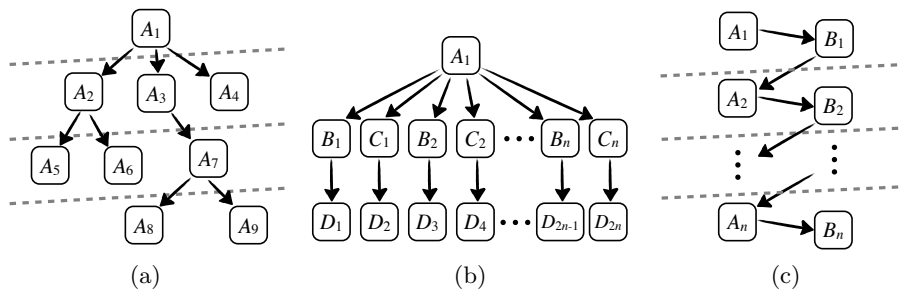 A₁
A₂ A₃ A₄
A₅ A₆ A₇
A₈ A₉
(a)
A₁
B₁ C₁ B₂ C₂ ··· Bₙ Cₙ
D₁ D₂ D₃ D₄ ··· D₂ₙ₋₁ D₂ₙ
(b)
A₁ B₁
A₂ B₂
⋮ ⋮
Aₙ Bₙ
(c)